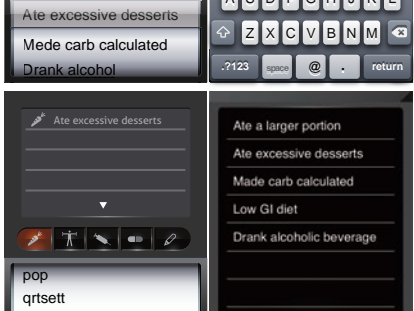 Ate excessive desserts
Mede carb calculated
Drank alcohol
A S D F G H J K L
Z X C V B N M
.?123 space @ . return
Ate excessive desserts
pop
qrtsett
Ate a larger portion
Ate excessive desserts
Made carb calculated
Low GI diet
Drank alcoholic beverage